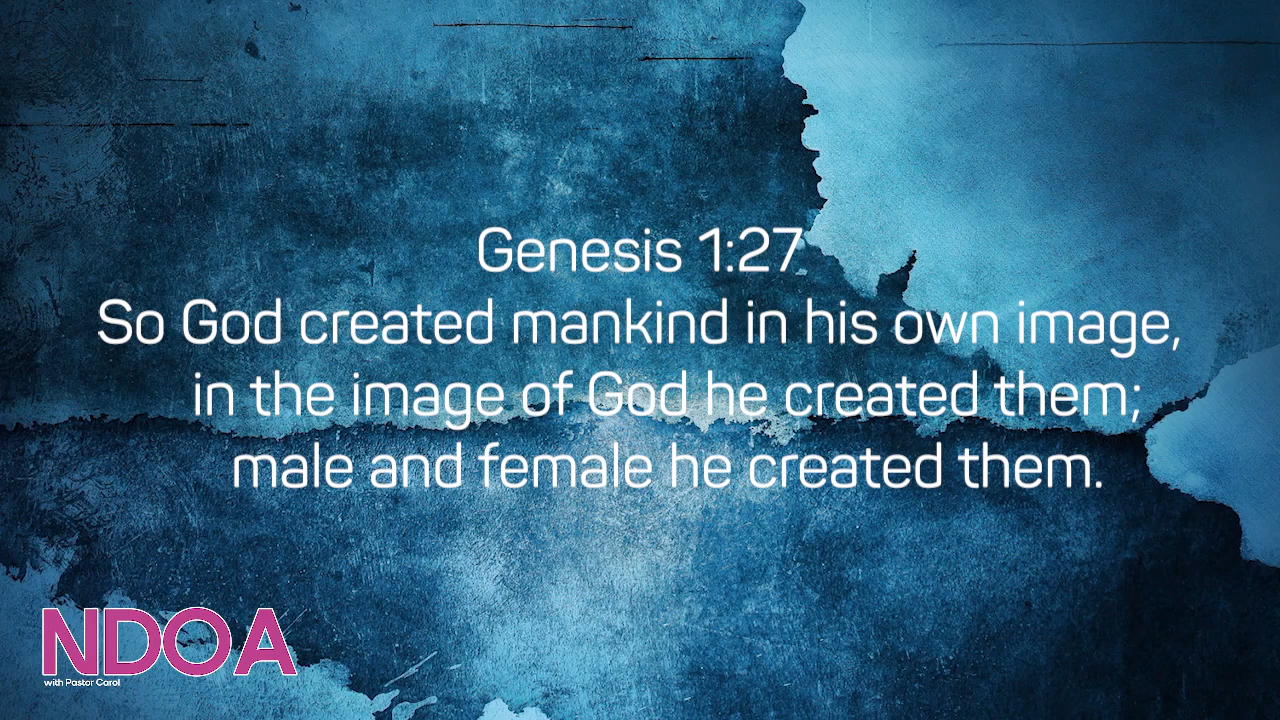 Genesis 1:27
So God created mankind in his own image,
in the image of God he created them;
male and female he created them.
NDOA
with Pastor Carol